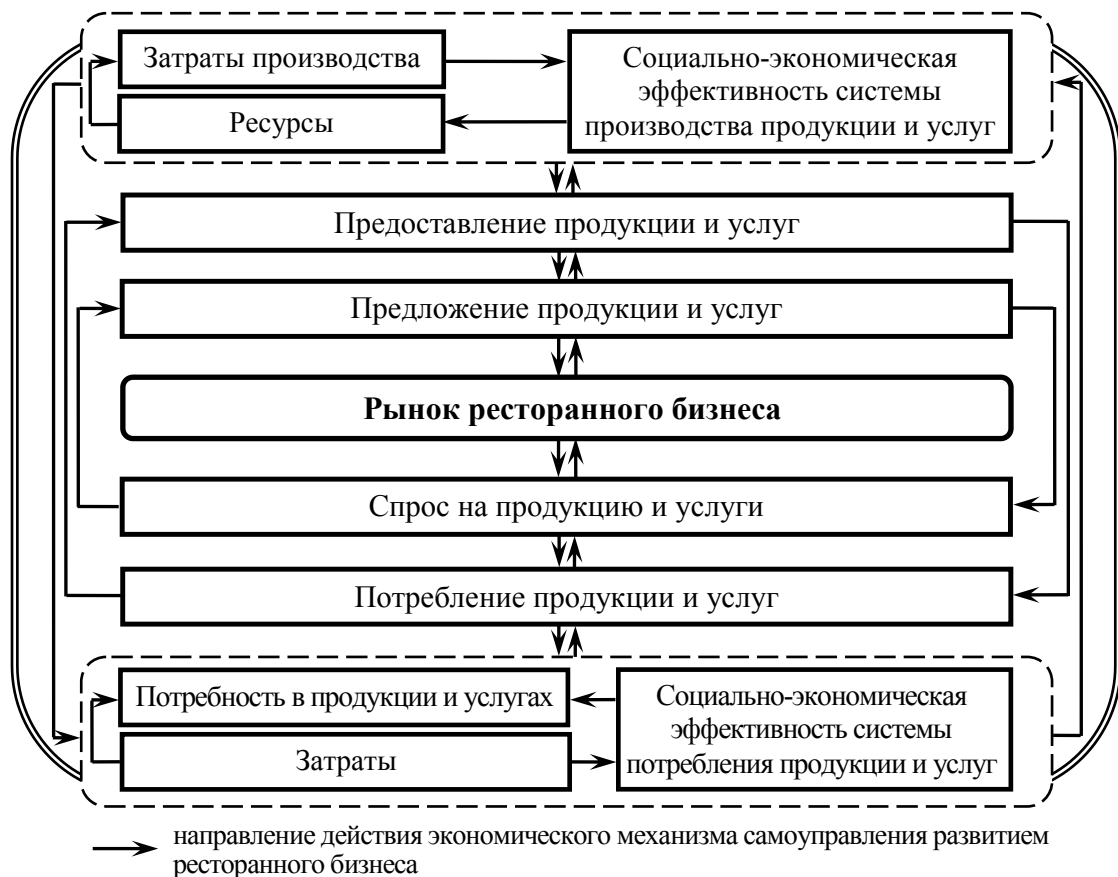 Затраты производства
Ресурсы
Социально-экономическая
эффективность системы
производства продукции и услуг
Предоставление продукции и услуг
Предложение продукции и услуг
Рынок ресторанного бизнеса
Спрос на продукцию и услуги
Потребление продукции и услуг
Потребность в продукции и услугах
Затраты
Социально-экономическая
эффективность системы
потребления продукции и услуг
направление действия экономического механизма самоуправления развитием
ресторанного бизнеса